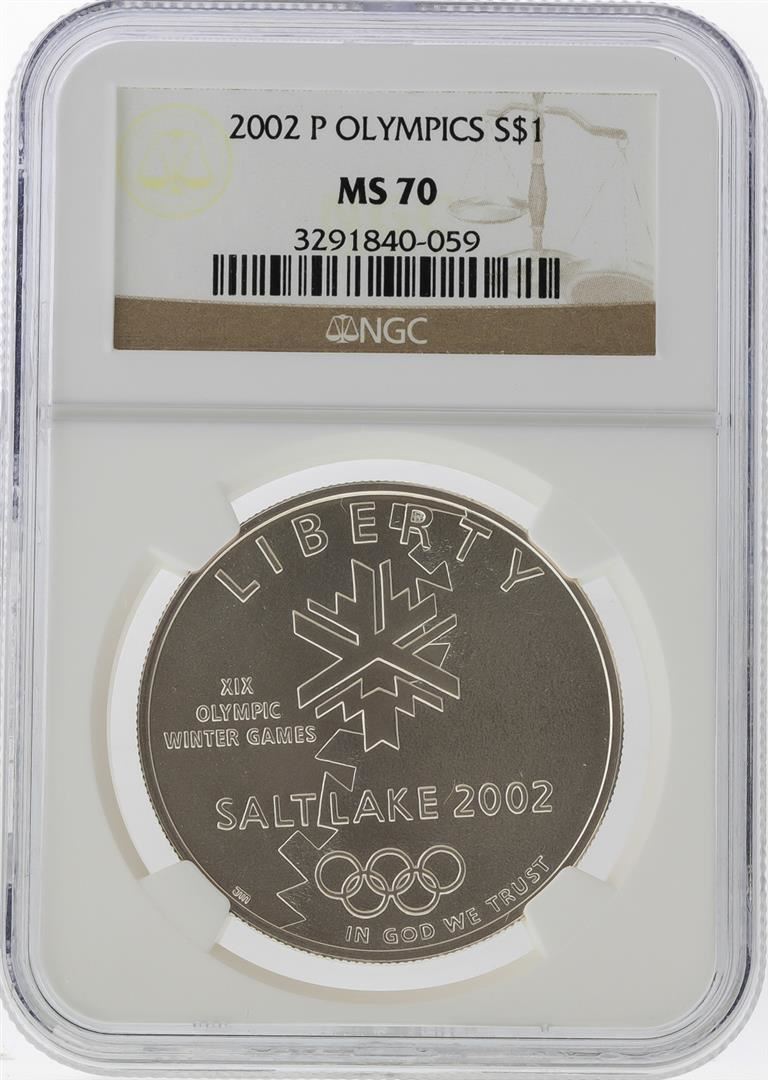 2002 P OLYMPICS S$1
MS 70
3291840-059
NGC
LIBERTY
XIX
OLYMPIC
WINTER GAMES
SALT LAKE 2002
IN GOD WE TRUST